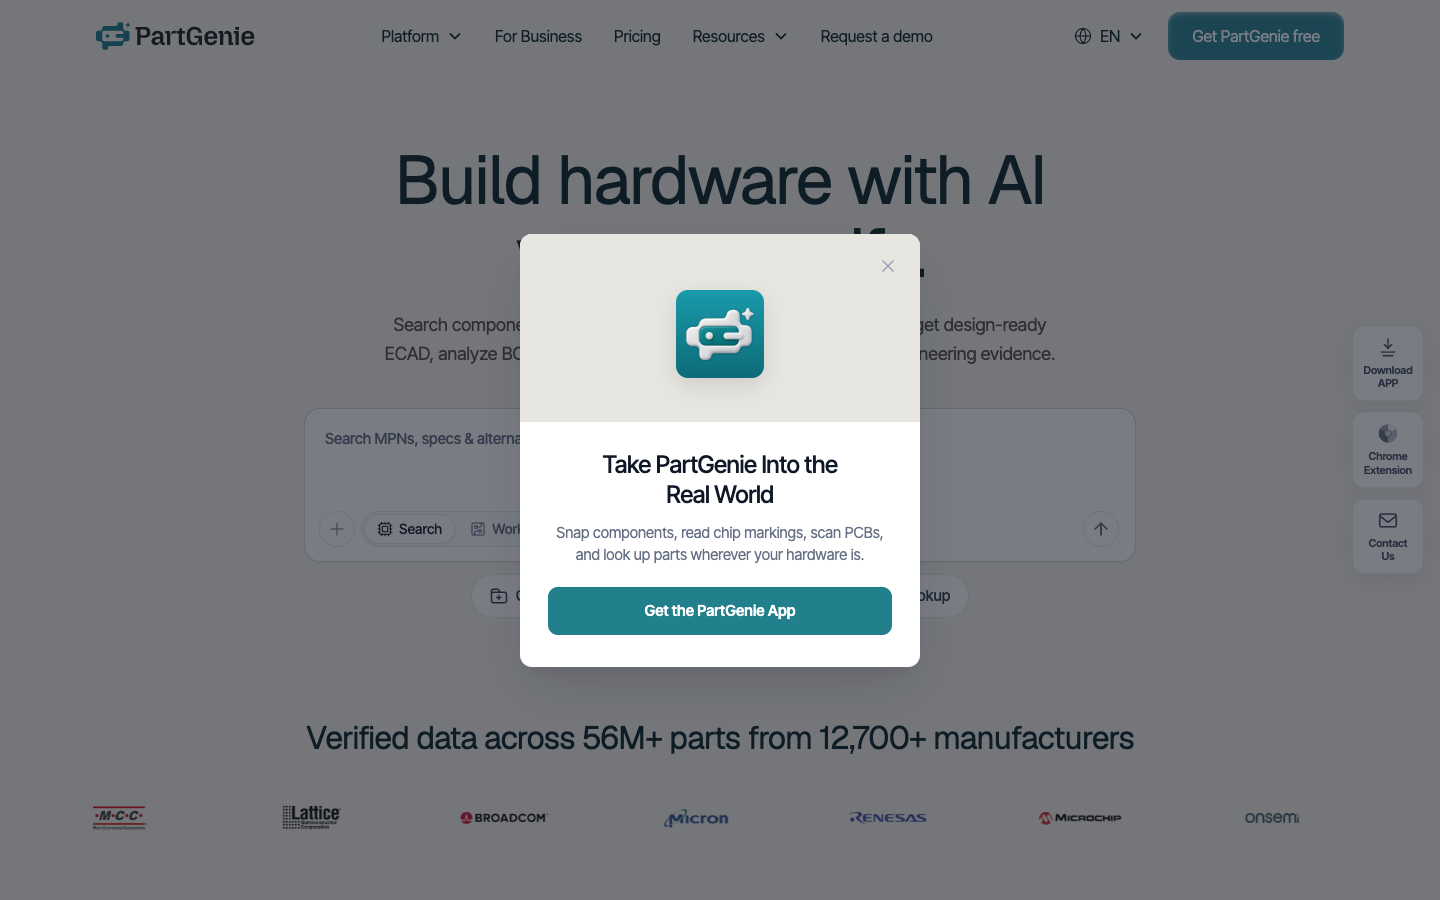 PartGenie
Platform
For Business
Pricing
Resources
Request a demo
EN
Get PartGenie free
Build hardware with AI
Search compone
get design-ready
ECAD, analyze BO
neering evidence.
Search MPNs, specs & alterna
Search
Work
okup
Take PartGenie Into the
Real World
Snap components, read chip markings, scan PCBs,
and look up parts wherever your hardware is.
Get the PartGenie App
Download
APP
Chrome
Extension
Contact
Us
Verified data across 56M+ parts from 12,700+ manufacturers
M·C·C
Lattice
Semiconductor
Corporation
BROADCOM
Micron
RENESAS
MICROCHIP
onsemi